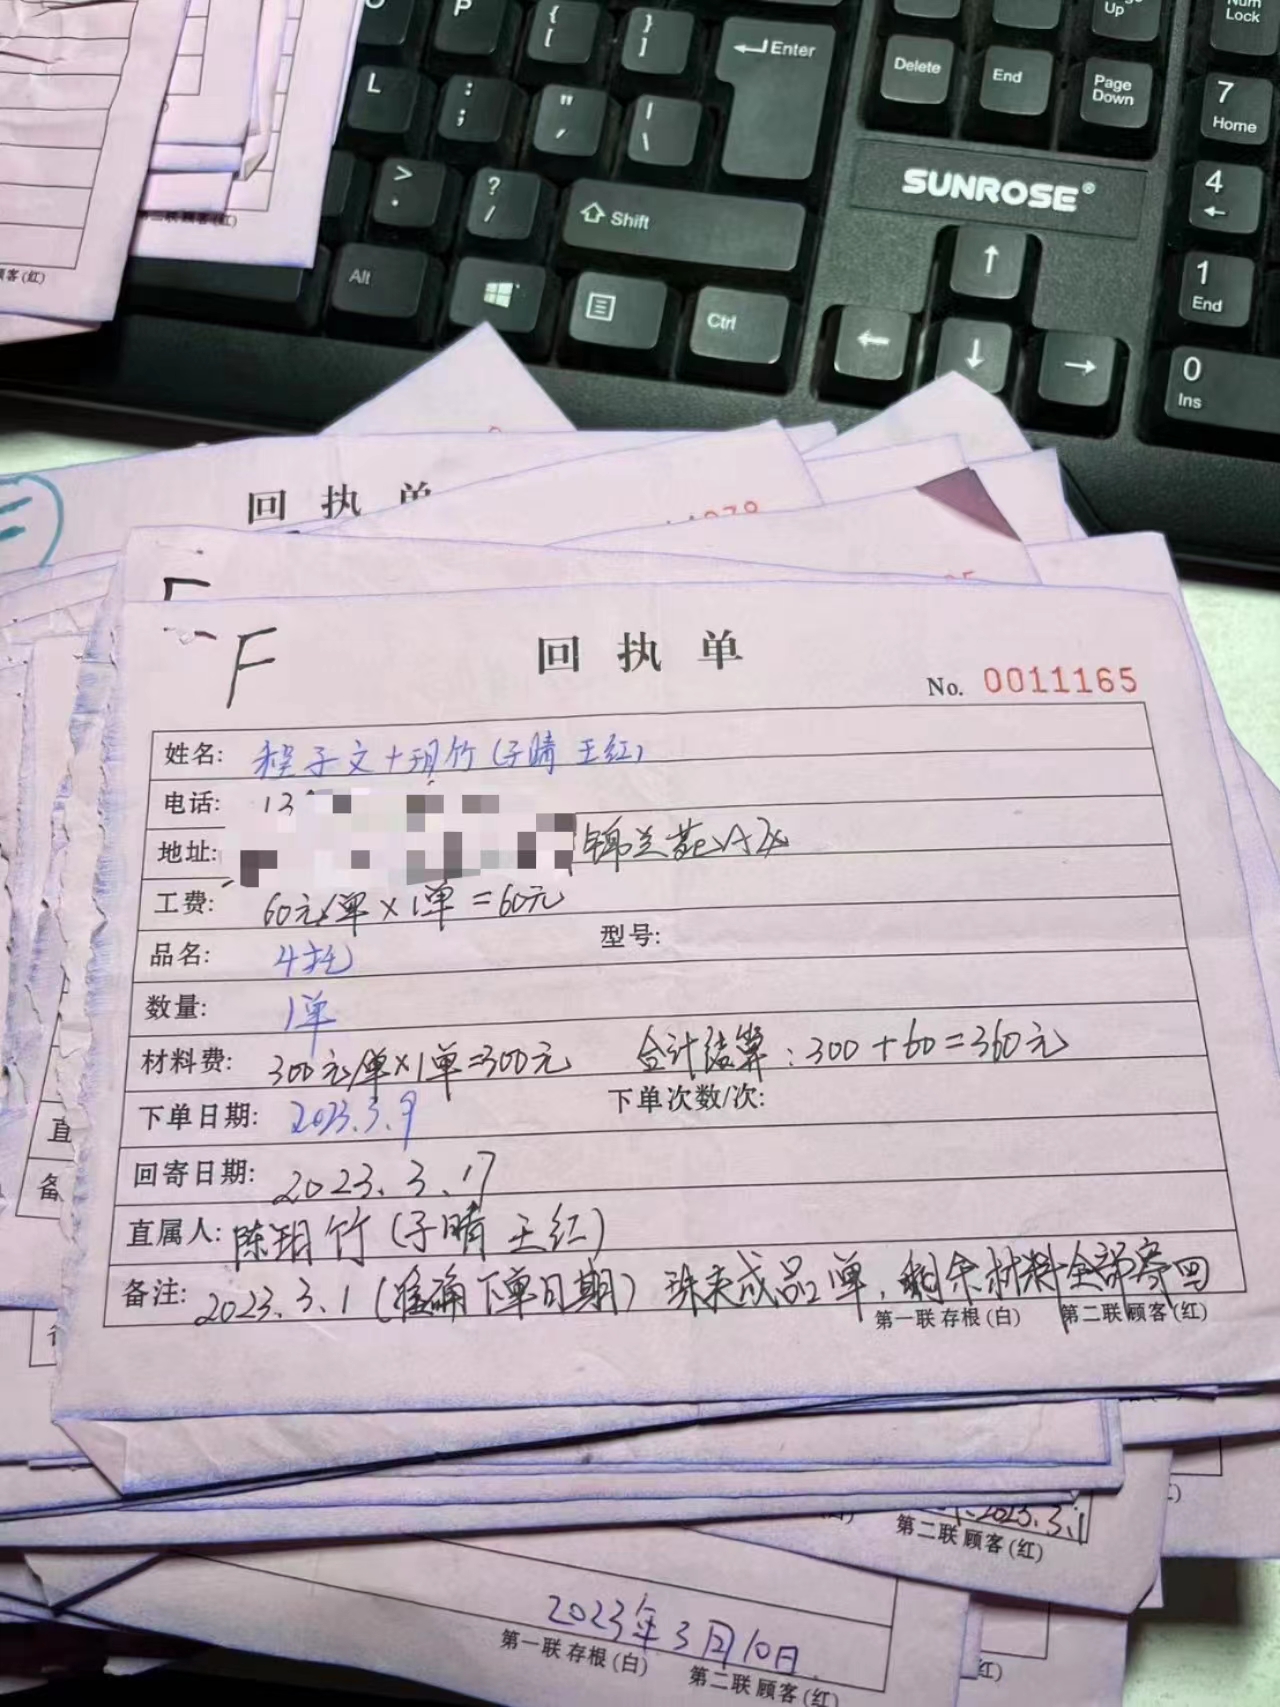 O
P
{
[
}
]
Enter
Delete
End
Page
Up
Page
Down
Num
Lock
7
Home
L
:
;
"
'
|
\
SUNROSE®
4
←
>
.
?
/
Shift
↑
1
End
Alt
Ctrl
←
↓
→
0
Ins
顾客(红)
回执单
F
回执单
No. 0011165
姓名: 程子文+玥竹(子晴 王红)
电话: 13
地址: 锦兰苑
工费: 60元/单×1单=60元
品名: 4托 型号:
数量: 1单
材料费: 300元/单×1单=300元 合计结算:300+60=360元
下单日期: 2023.3.9 下单次数/次:
回寄日期: 2023.3.17
直属人: 陈玥竹(子晴 王红)
备注: 2023.3.1(准确下单日期)珠表成品1单,剩余材料全部寄回
第一联 存根(白) 第二联 顾客(红)
直
备
2023.3.1
第二联 顾客(红)
2023年3月10日
第一联 存根(白) 第二联 顾客(红)